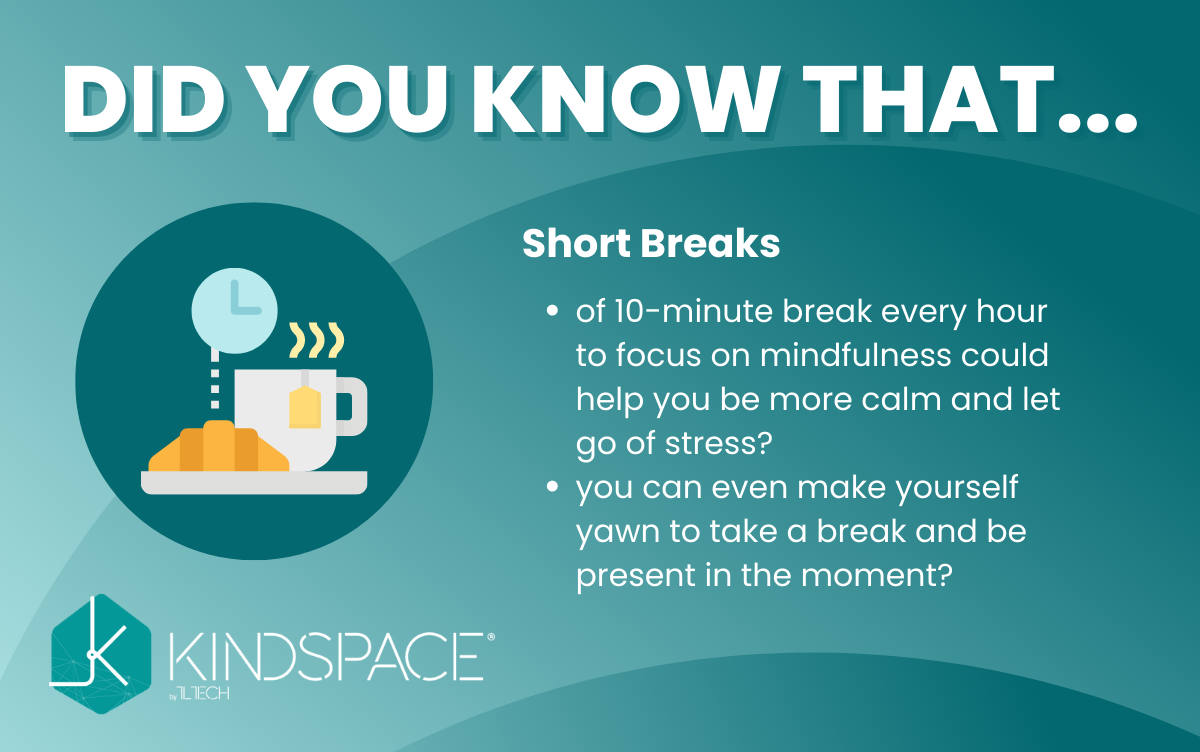 DID YOU KNOW THAT...
Short Breaks
• of 10-minute break every hour
to focus on mindfulness could
help you be more calm and let
go of stress?
• you can even make yourself
yawn to take a break and be
present in the moment?
KINDSPACE®
by TLTECH